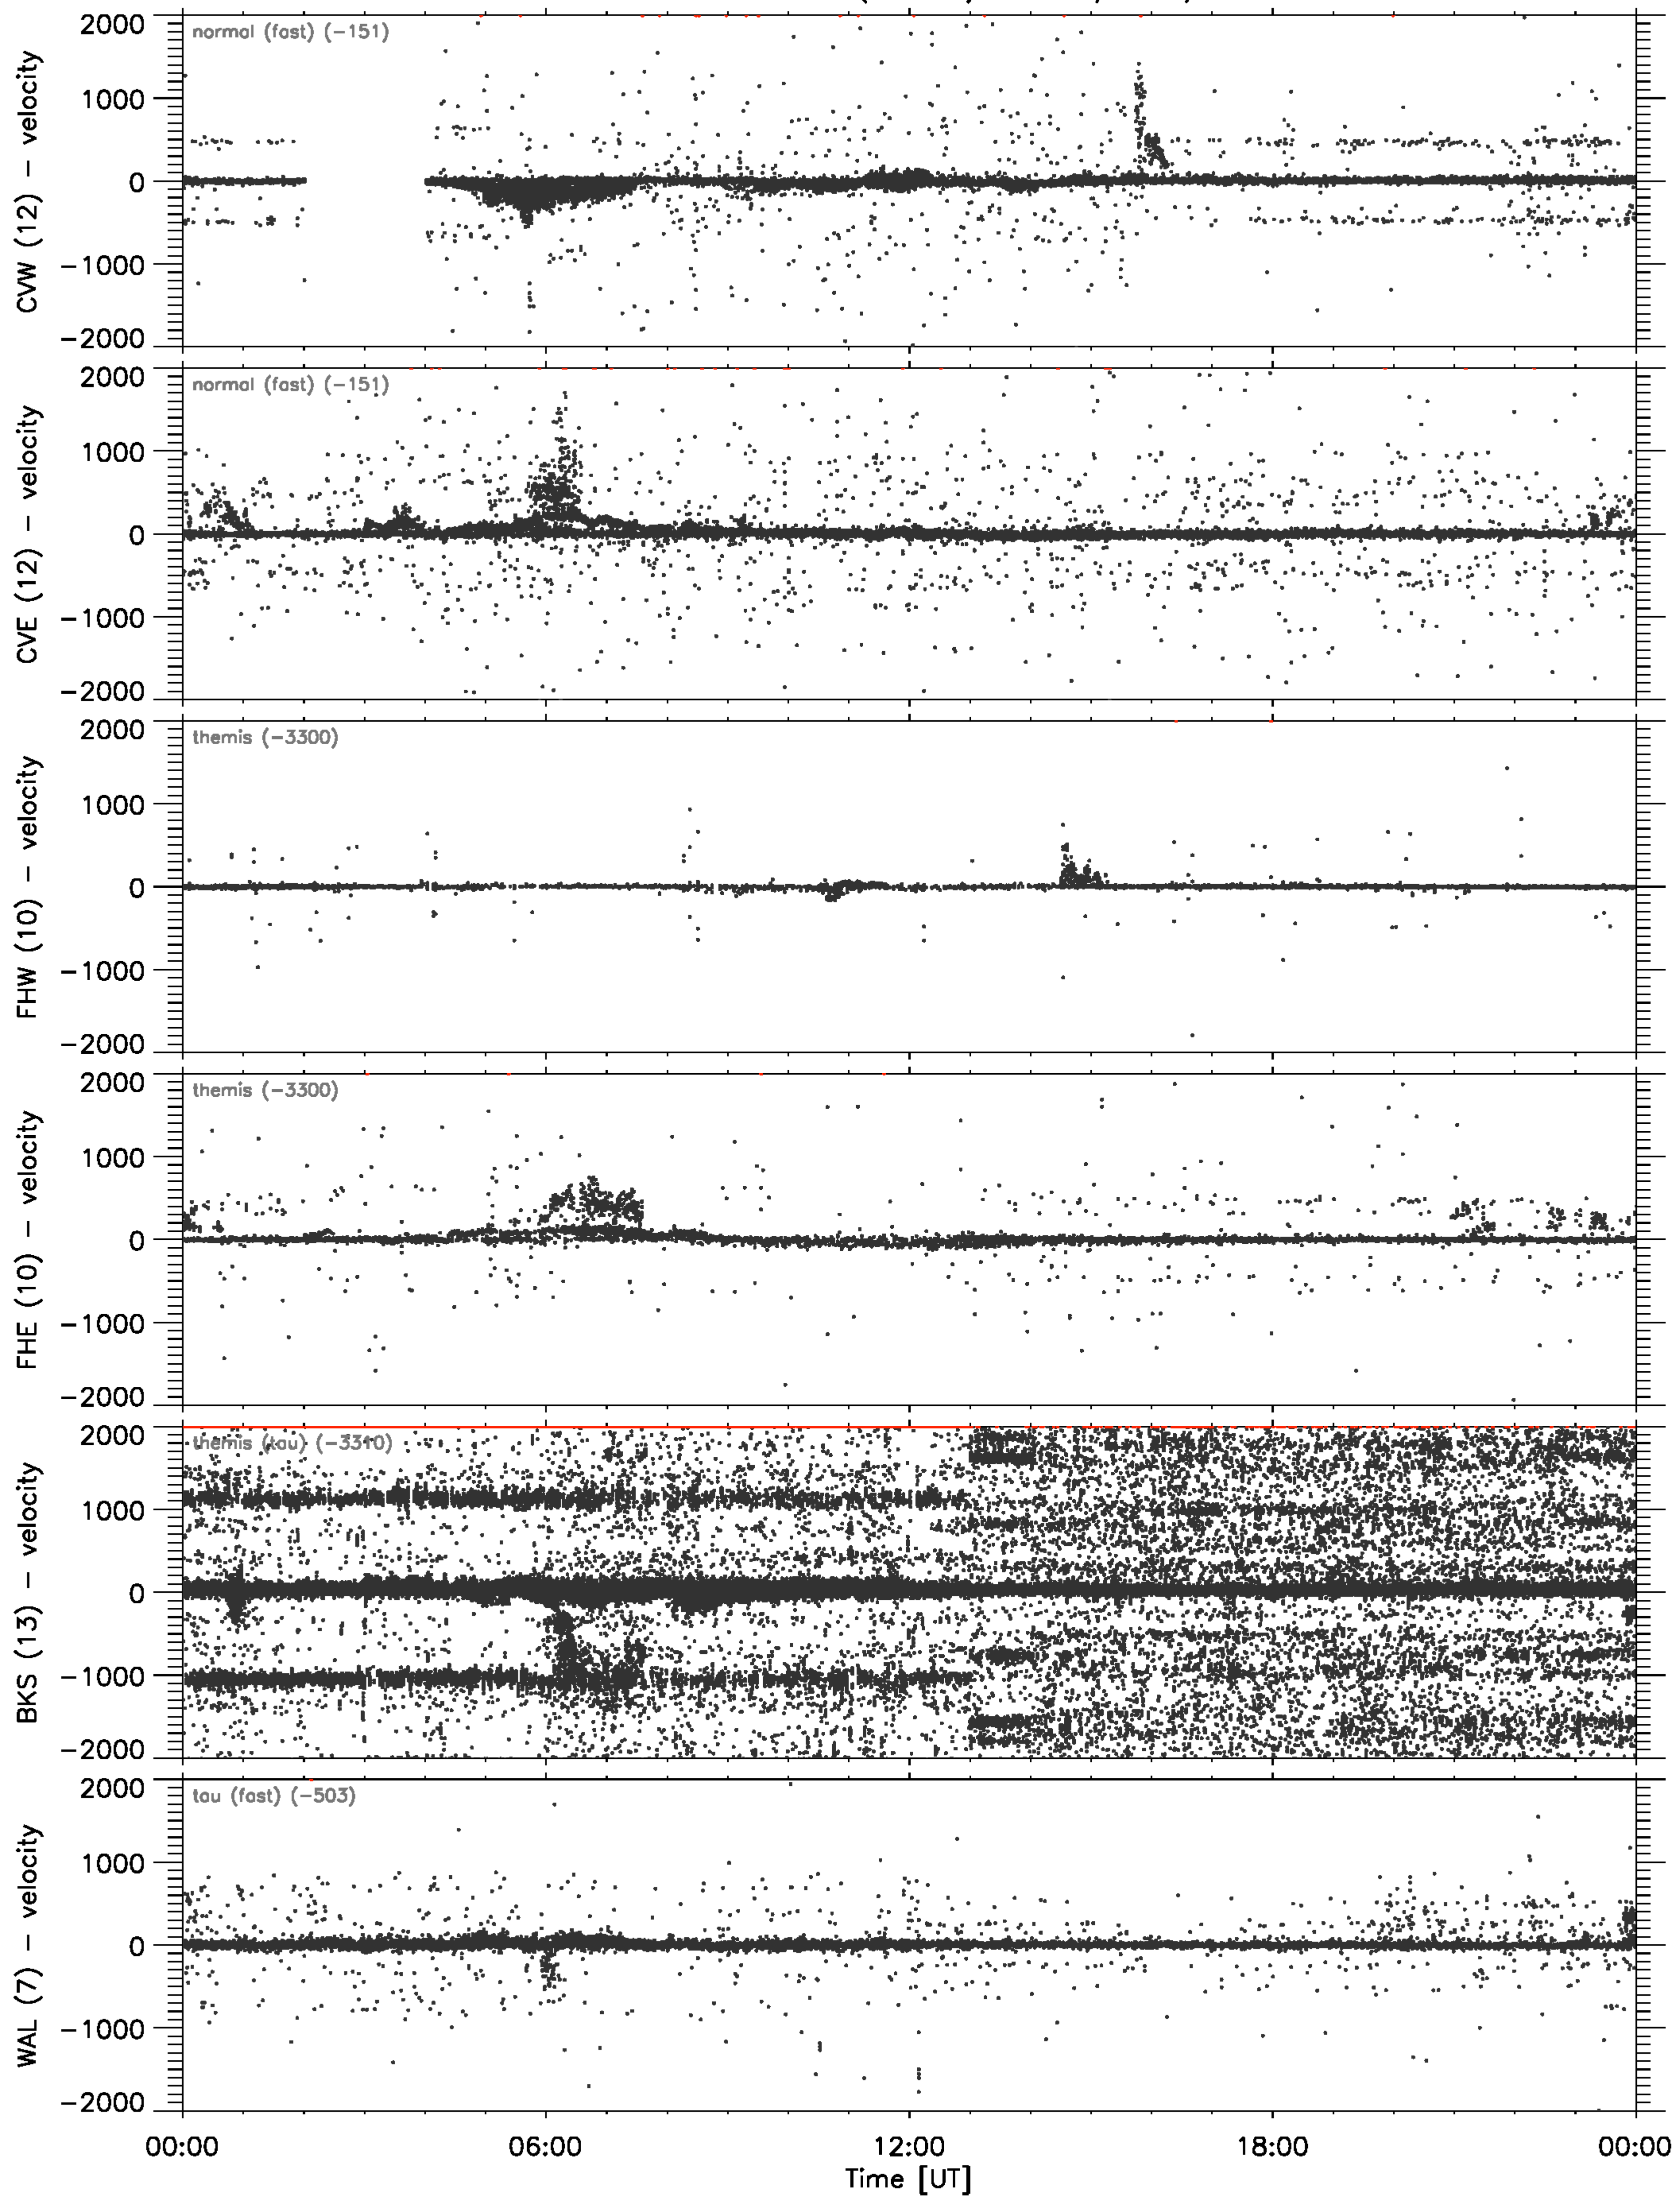 normal (fast) (-151)
CVW (12) - velocity
2000
1000
0
-1000
-2000
normal (fast) (-151)
CVE (12) - velocity
2000
1000
0
-1000
-2000
themis (-3300)
FHW (10) - velocity
2000
1000
0
-1000
-2000
themis (-3300)
FHE (10) - velocity
2000
1000
0
-1000
-2000
themis (tau) (-3310)
BKS (13) - velocity
2000
1000
0
-1000
-2000
tau (fast) (-503)
WAL (7) - velocity
2000
1000
0
-1000
-2000
00:00 06:00 12:00 18:00 00:00
Time [UT]